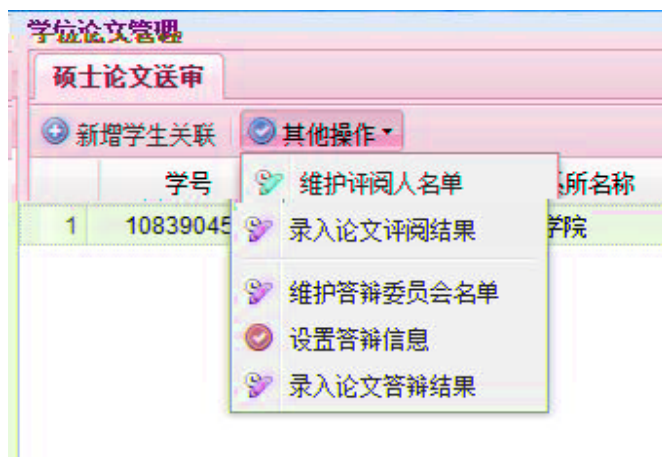 学位论文管理
硕士论文送审
新增学生关联 其他操作
学号 所名称
1 10839045 学院
维护评阅人名单
录入论文评阅结果
维护答辩委员会名单
设置答辩信息
录入论文答辩结果